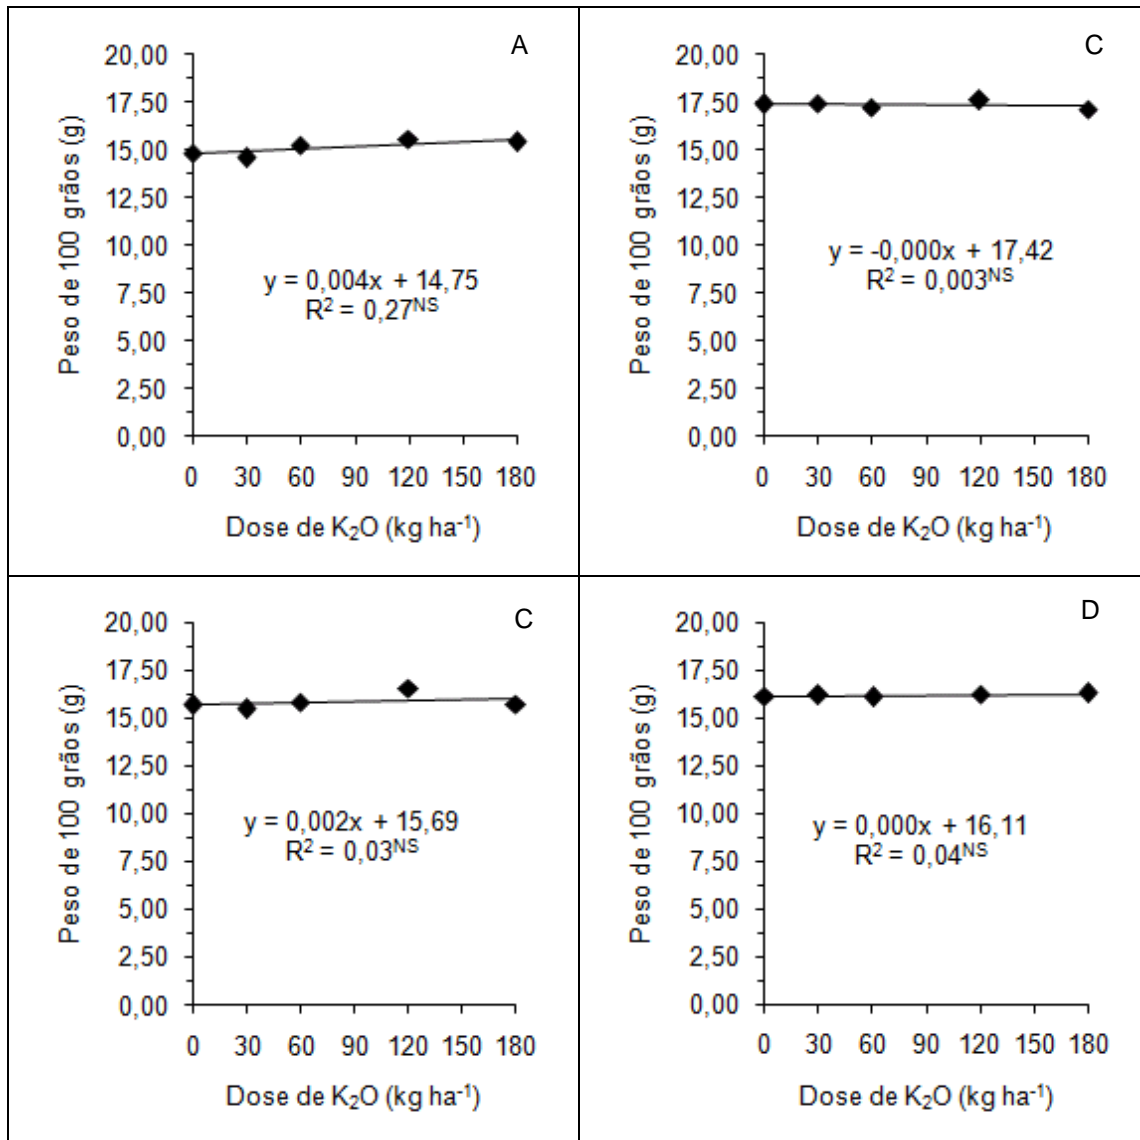 A
20,00
17,50
15,00
12,50
10,00
7,50
5,00
2,50
0,00
Peso de 100 grãos (g)
y = 0,004x + 14,75
R² = 0,27ᴺˢ
0 30 60 90 120 150 180
Dose de K₂O (kg ha⁻¹)
C
20,00
17,50
15,00
12,50
10,00
7,50
5,00
2,50
0,00
Peso de 100 grãos (g)
y = -0,000x + 17,42
R² = 0,003ᴺˢ
0 30 60 90 120 150 180
Dose de K₂O (kg ha⁻¹)
C
20,00
17,50
15,00
12,50
10,00
7,50
5,00
2,50
0,00
Peso de 100 grãos (g)
y = 0,002x + 15,69
R² = 0,03ᴺˢ
0 30 60 90 120 150 180
Dose de K₂O (kg ha⁻¹)
D
20,00
17,50
15,00
12,50
10,00
7,50
5,00
2,50
0,00
Peso de 100 grãos (g)
y = 0,000x + 16,11
R² = 0,04ᴺˢ
0 30 60 90 120 150 180
Dose de K₂O (kg ha⁻¹)